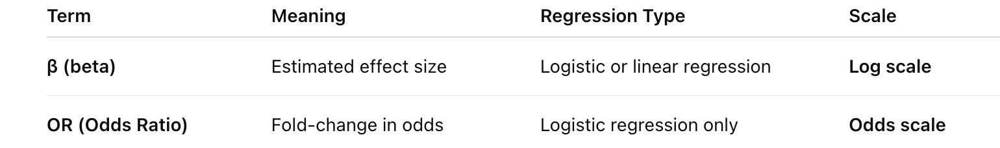 Term Meaning Regression Type Scale
β (beta) Estimated effect size Logistic or linear regression Log scale
OR (Odds Ratio) Fold-change in odds Logistic regression only Odds scale